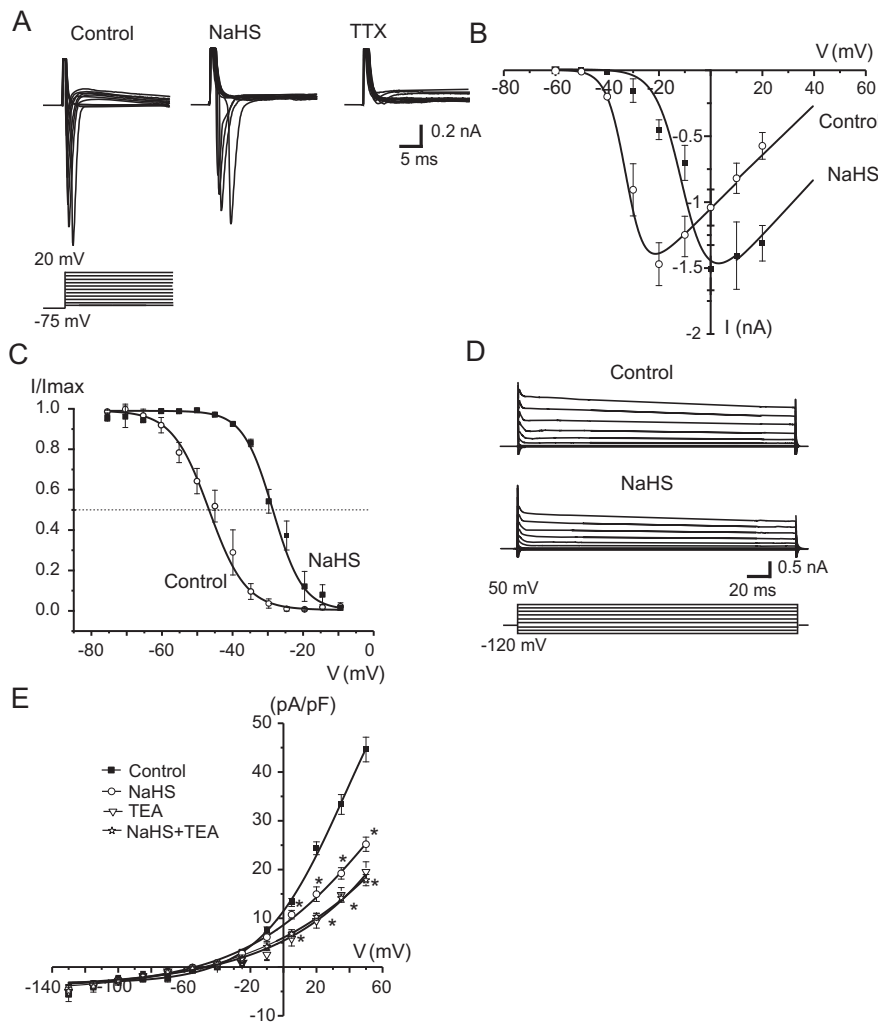 A
Control
NaHS
TTX
0.2 nA
5 ms
20 mV
-75 mV
B
V (mV)
-80 -60 -40 -20 0 20 40 60
-0.5
-1
-1.5
-2
Contro
NaHS
I (nA)
C
I/Imax
1.0
0.8
0.6
0.4
0.2
0.0
Control
NaHS
-80 -60 -40 -20 0
V (mV)
D
Control
NaHS
0.5 nA
20 ms
50 mV
-120 mV
E
(pA/pF)
50
40
30
20
10
-10
Control
NaHS
TEA
NaHS+TEA
* * * * * * * *
V (mV)
-140 -100 -60 -20 20 60